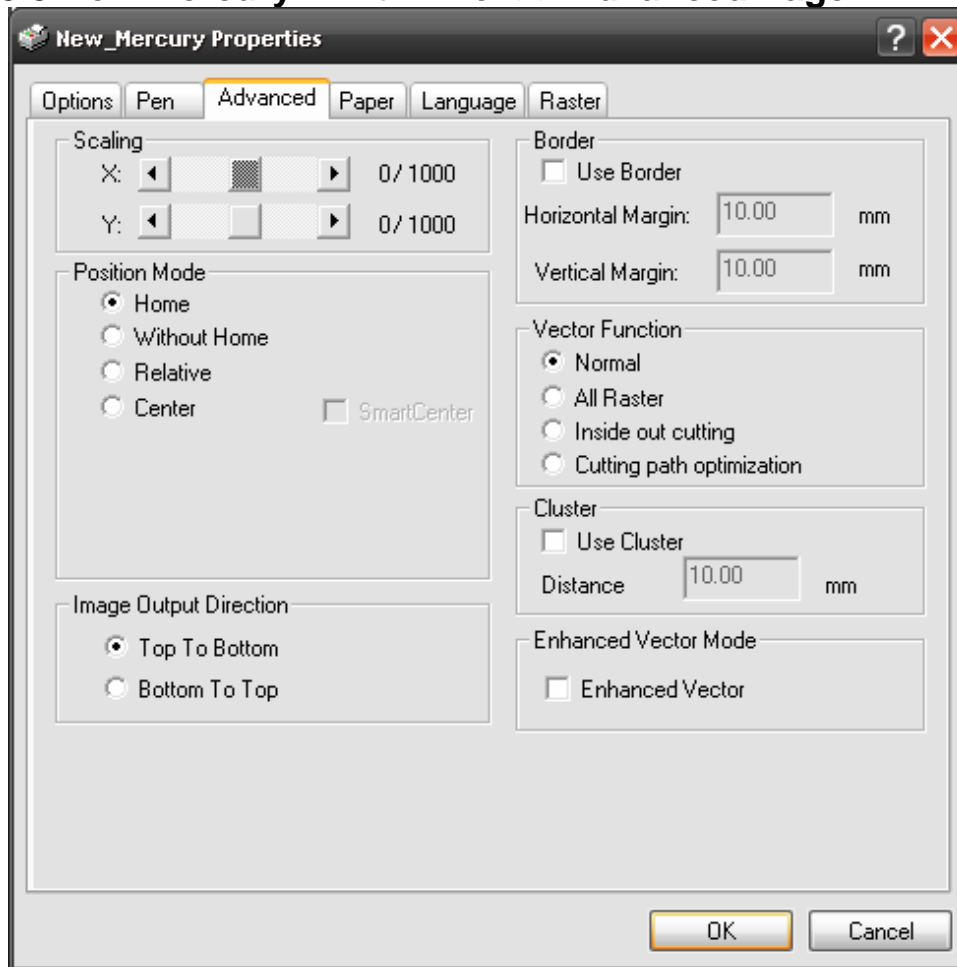 New_Mercury Properties
Options Pen Advanced Paper Language Raster
Scaling
X: 0/1000
Y: 0/1000
Position Mode
Home
Without Home
Relative
Center SmartCenter
Image Output Direction
Top To Bottom
Bottom To Top
Border
Use Border
Horizontal Margin: 10.00 mm
Vertical Margin: 10.00 mm
Vector Function
Normal
All Raster
Inside out cutting
Cutting path optimization
Cluster
Use Cluster
Distance 10.00 mm
Enhanced Vector Mode
Enhanced Vector
OK Cancel